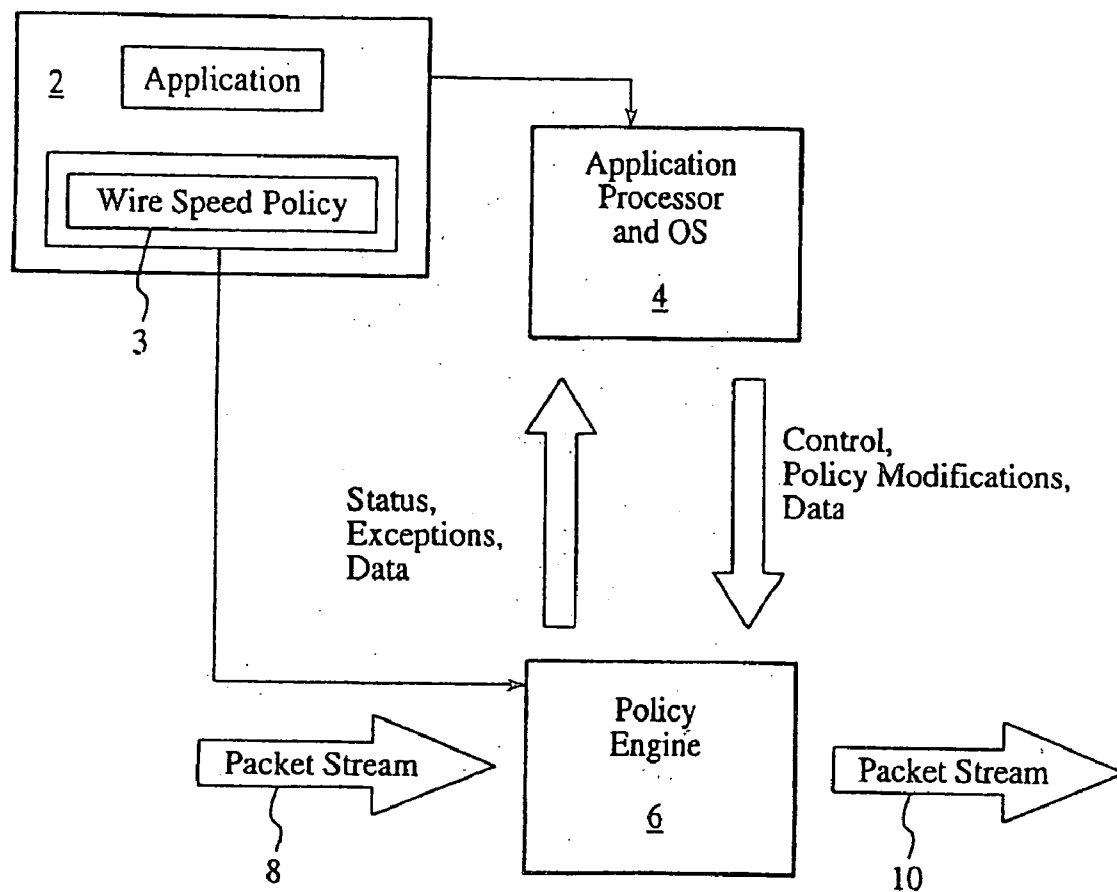 2
Application
Wire Speed Policy
3
Application
Processor
and OS
4
Status,
Exceptions,
Data
Control,
Policy Modifications,
Data
Packet Stream
8
Policy
Engine
6
Packet Stream
10